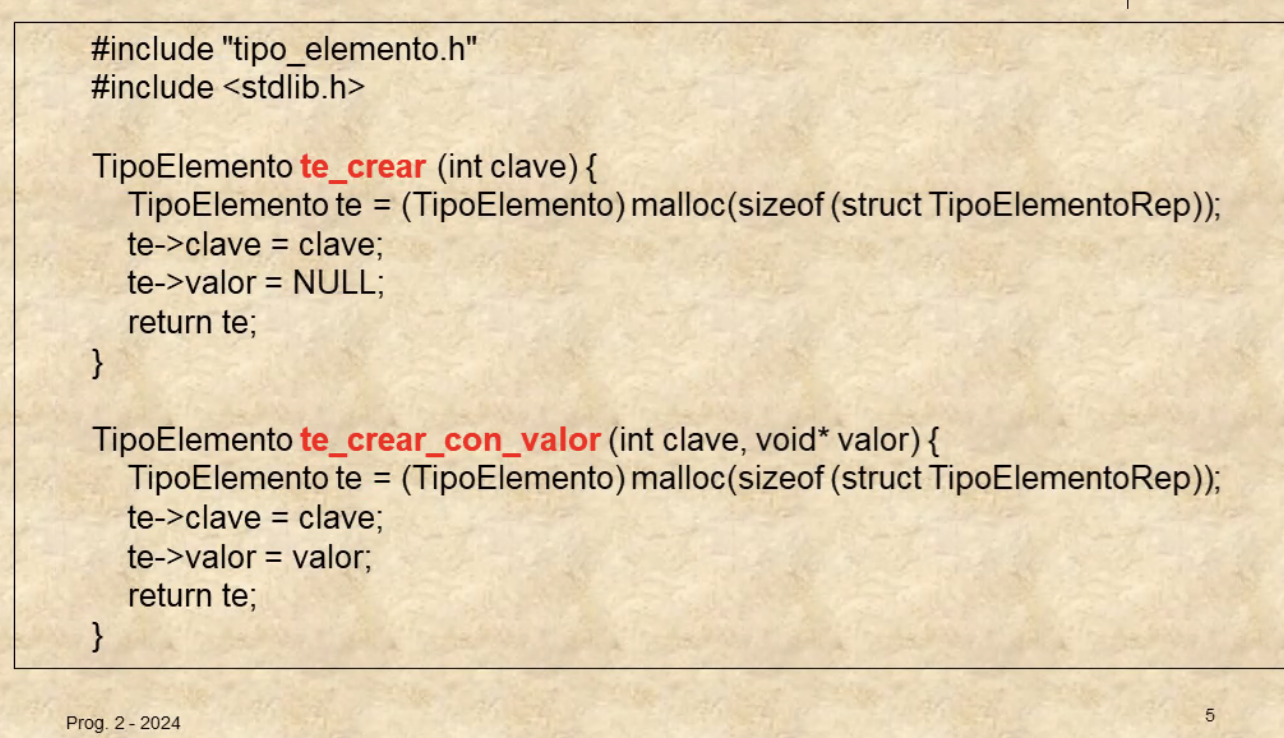 #include "tipo_elemento.h"
#include <stdlib.h>
TipoElemento te_crear (int clave) {
TipoElemento te = (TipoElemento) malloc(sizeof (struct TipoElementoRep));
te->clave = clave;
te->valor = NULL;
return te;
}
TipoElemento te_crear_con_valor (int clave, void* valor) {
TipoElemento te = (TipoElemento) malloc(sizeof (struct TipoElementoRep));
te->clave = clave;
te->valor = valor;
return te;
}
Prog. 2 - 2024
5